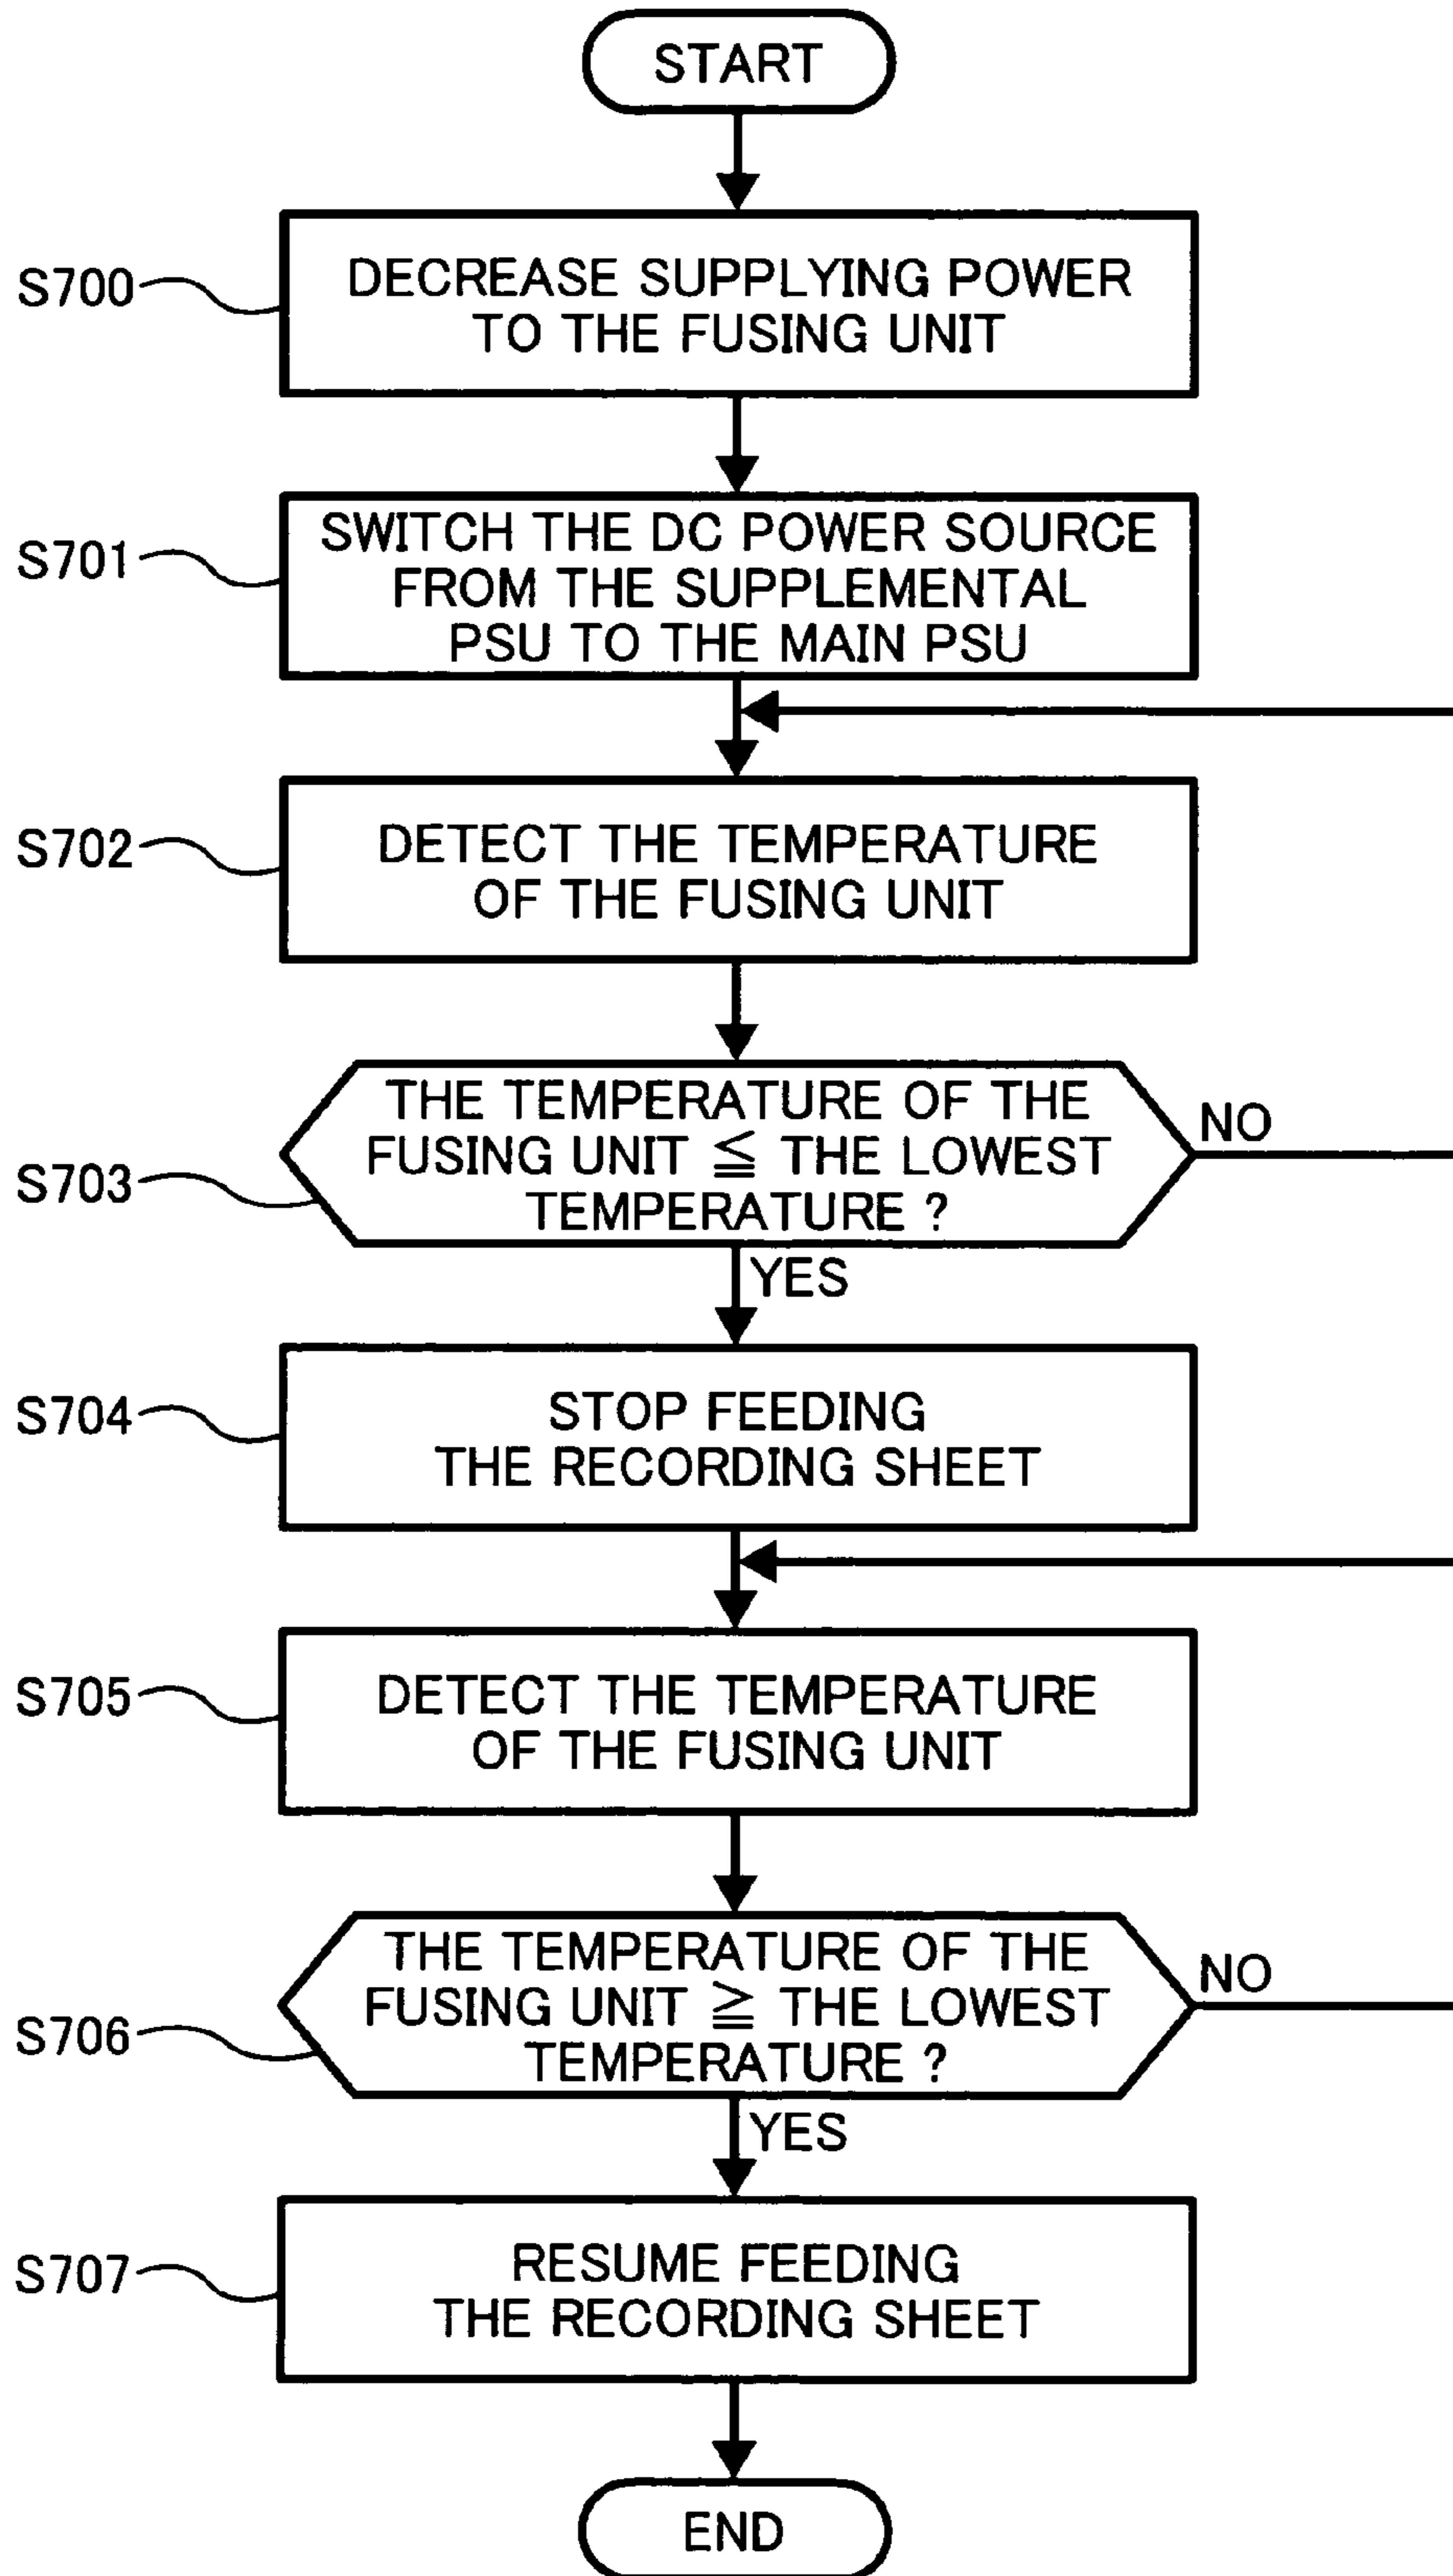 START
S700
DECREASE SUPPLYING POWER
TO THE FUSING UNIT
S701
SWITCH THE DC POWER SOURCE
FROM THE SUPPLEMENTAL
PSU TO THE MAIN PSU
S702
DETECT THE TEMPERATURE
OF THE FUSING UNIT
S703
THE TEMPERATURE OF THE
FUSING UNIT ≦ THE LOWEST
TEMPERATURE ?
NO
YES
S704
STOP FEEDING
THE RECORDING SHEET
S705
DETECT THE TEMPERATURE
OF THE FUSING UNIT
S706
THE TEMPERATURE OF THE
FUSING UNIT ≧ THE LOWEST
TEMPERATURE ?
NO
YES
S707
RESUME FEEDING
THE RECORDING SHEET
END